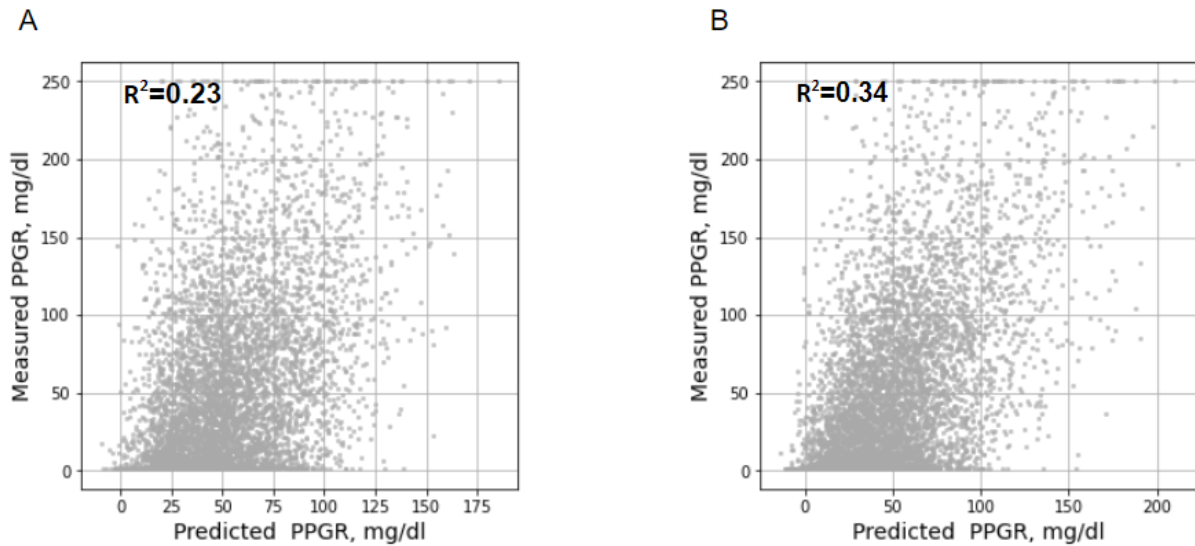 A
B
R²=0.23
250
200
150
100
50
0
Measured PPGR, mg/dl
0 25 50 75 100 125 150 175
Predicted PPGR, mg/dl
R²=0.34
250
200
150
100
50
0
Measured PPGR, mg/dl
0 50 100 150 200
Predicted PPGR, mg/dl